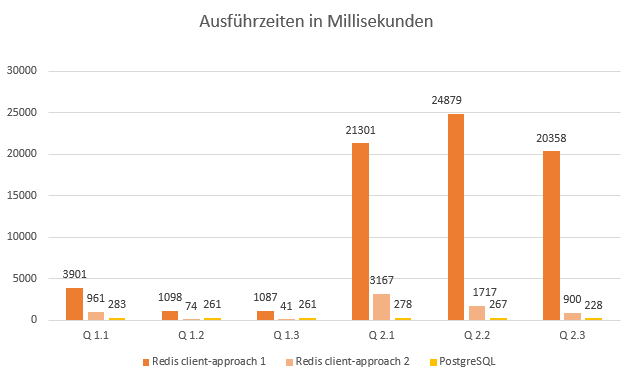 Ausführzeiten in Millisekunden
30000
25000
20000
15000
10000
5000
0
3901 961 283
1098 74 261
1087 41 261
21301 3167 278
24879 1717 267
20358 900 228
Q 1.1 Q 1.2 Q 1.3 Q 2.1 Q 2.2 Q 2.3
Redis client-approach 1 Redis client-approach 2 PostgreSQL